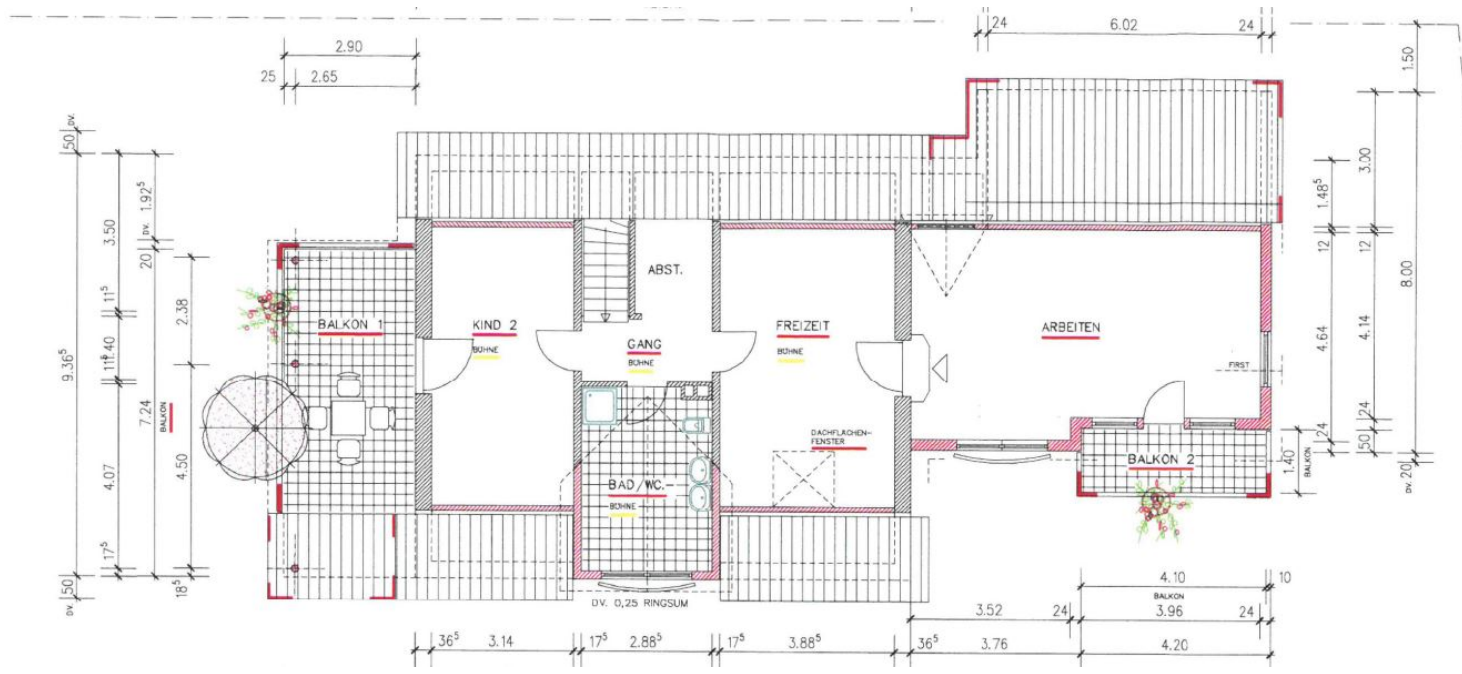 24 6.02 24
2.90
25 2.65
1.50
DV.
50
1.92⁵
DV.
3.50
20
11⁵
1.40
11⁵
9.36⁵
7.24
BALKON
4.07
17⁵
18⁵
50
DV.
2.38
4.50
BALKON 1
KIND 2
BÜHNE
ABST.
GANG
BÜHNE
FREIZEIT
BÜHNE
ARBEITEN
FIRST
DACHFLÄCHEN-
FENSTER
BAD/WC.-
BÜHNE
BALKON 2
DV. 0,25 RINGSUM
1.48⁵
12
4.64
24
3.00
12
4.14
24
50
8.00
DV. 20
1.40
BALKON
4.10 10
BALKON
3.52 24 3.96 24
36⁵ 3.14 17⁵ 2.88⁵ 17⁵ 3.88⁵ 36⁵ 3.76 4.20